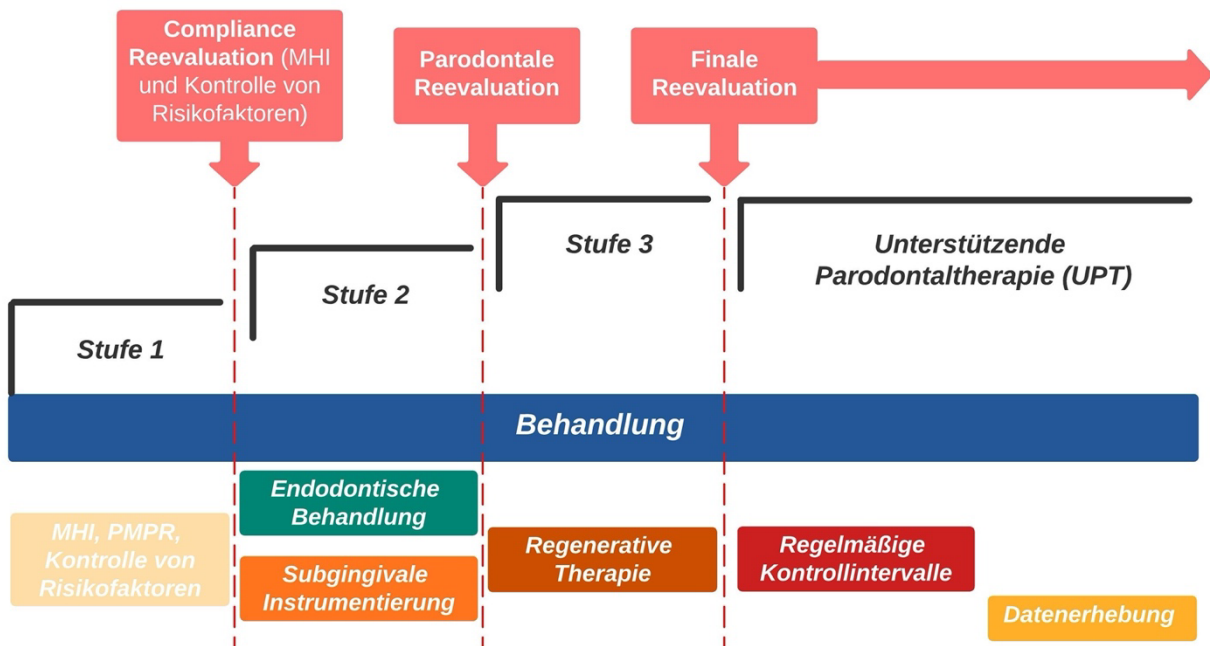 Compliance
Reevaluation (MHI
und Kontrolle von
Risikofaktoren)
Parodontale
Reevaluation
Finale
Reevaluation
Stufe 1
Stufe 2
Stufe 3
Unterstützende
Parodontaltherapie (UPT)
Behandlung
MHI, PMPR,
Kontrolle von
Risikofaktoren
Endodontische
Behandlung
Subgingivale
Instrumentierung
Regenerative
Therapie
Regelmäßige
Kontrollintervalle
Datenerhebung